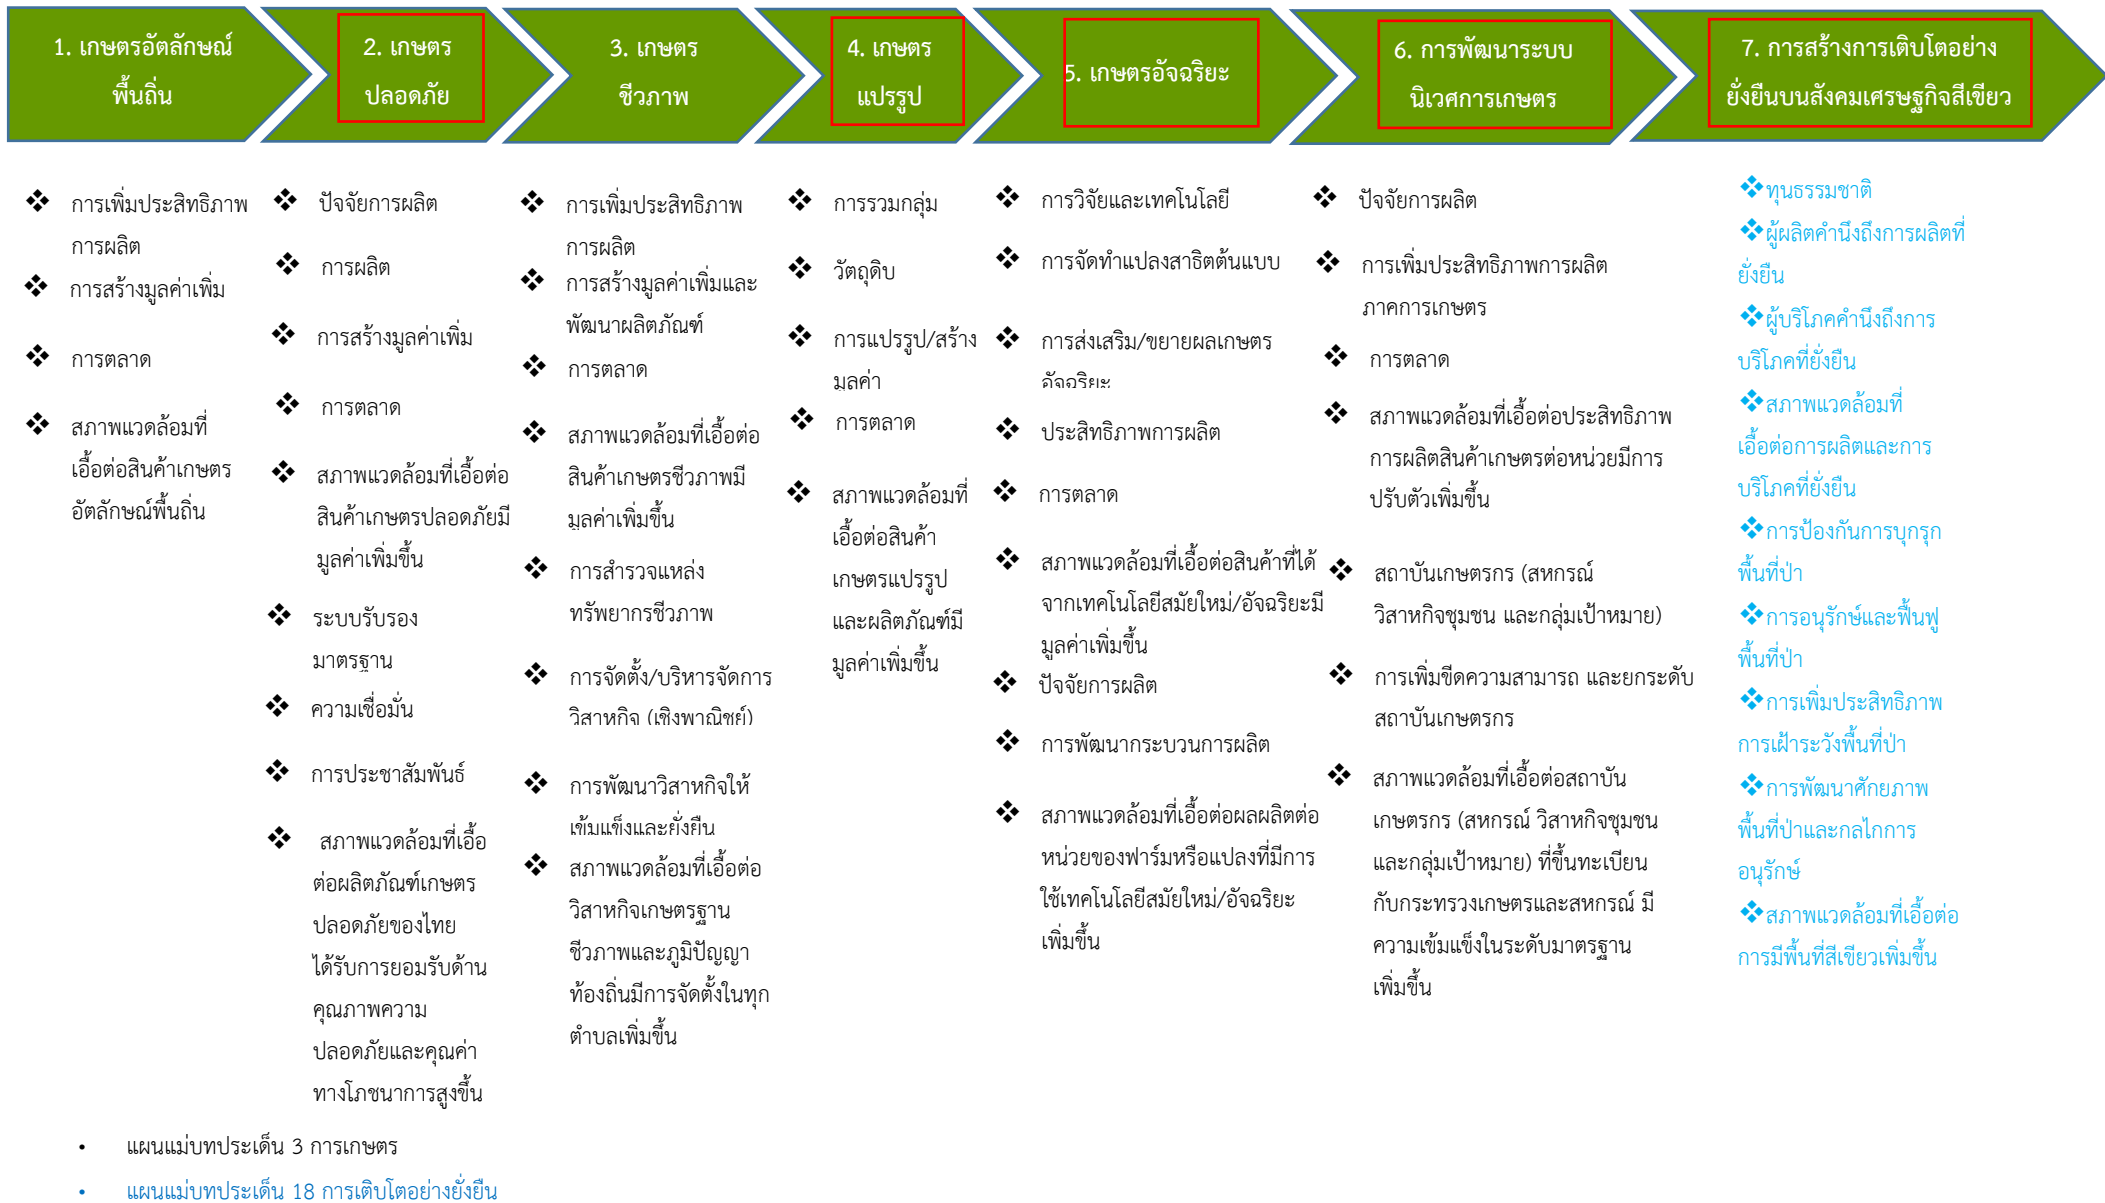 1. เกษตรอัตลักษณ์
พื้นถิ่น
2. เกษตร
ปลอดภัย
3. เกษตร
ชีวภาพ
4. เกษตร
แปรรูป
5. เกษตรอัจฉริยะ
6. การพัฒนาระบบ
นิเวศการเกษตร
7. การสร้างการเติบโตอย่าง
ยั่งยืนบนสังคมเศรษฐกิจสีเขียว
❖ การเพิ่มประสิทธิภาพ
การผลิต
❖ การสร้างมูลค่าเพิ่ม
❖ การตลาด
❖ สภาพแวดล้อมที่
เอื้อต่อสินค้าเกษตร
อัตลักษณ์พื้นถิ่น
❖ ปัจจัยการผลิต
❖ การผลิต
❖ การสร้างมูลค่าเพิ่ม
❖ การตลาด
❖ สภาพแวดล้อมที่เอื้อต่อ
สินค้าเกษตรปลอดภัยมี
มูลค่าเพิ่มขึ้น
❖ ระบบรับรอง
มาตรฐาน
❖ ความเชื่อมั่น
❖ การประชาสัมพันธ์
❖ สภาพแวดล้อมที่เอื้อ
ต่อผลิตภัณฑ์เกษตร
ปลอดภัยของไทย
ได้รับการยอมรับด้าน
คุณภาพความ
ปลอดภัยและคุณค่า
ทางโภชนาการสูงขึ้น
❖ การเพิ่มประสิทธิภาพ
การผลิต
❖ การสร้างมูลค่าเพิ่มและ
พัฒนาผลิตภัณฑ์
❖ การตลาด
❖ สภาพแวดล้อมที่เอื้อต่อ
สินค้าเกษตรชีวภาพมี
มูลค่าเพิ่มขึ้น
❖ การสำรวจแหล่ง
ทรัพยากรชีวภาพ
❖ การจัดตั้ง/บริหารจัดการ
วิสาหกิจ (เชิงพาณิชย์)
❖ การพัฒนาวิสาหกิจให้
เข้มแข็งและยั่งยืน
❖ สภาพแวดล้อมที่เอื้อต่อ
วิสาหกิจเกษตรฐาน
ชีวภาพและภูมิปัญญา
ท้องถิ่นมีการจัดตั้งในทุก
ตำบลเพิ่มขึ้น
❖ การรวมกลุ่ม
❖ วัตถุดิบ
❖ การแปรรูป/สร้าง
มูลค่า
❖ การตลาด
❖ สภาพแวดล้อมที่
เอื้อต่อสินค้า
เกษตรแปรรูป
และผลิตภัณฑ์มี
มูลค่าเพิ่มขึ้น
❖ การวิจัยและเทคโนโลยี
❖ การจัดทำแปลงสาธิตต้นแบบ
❖ การส่งเสริม/ขยายผลเกษตร
อัจฉริยะ
❖ ประสิทธิภาพการผลิต
❖ การตลาด
❖ สภาพแวดล้อมที่เอื้อต่อสินค้าที่ได้
จากเทคโนโลยีสมัยใหม่/อัจฉริยะมี
มูลค่าเพิ่มขึ้น
❖ ปัจจัยการผลิต
❖ การพัฒนากระบวนการผลิต
❖ สภาพแวดล้อมที่เอื้อต่อผลผลิตต่อ
หน่วยของฟาร์มหรือแปลงที่มีการ
ใช้เทคโนโลยีสมัยใหม่/อัจฉริยะ
เพิ่มขึ้น
❖ ปัจจัยการผลิต
❖ การเพิ่มประสิทธิภาพการผลิต
ภาคการเกษตร
❖ การตลาด
❖ สภาพแวดล้อมที่เอื้อต่อประสิทธิภาพ
การผลิตสินค้าเกษตรต่อหน่วยมีการ
ปรับตัวเพิ่มขึ้น
❖ สถาบันเกษตรกร (สหกรณ์
วิสาหกิจชุมชน และกลุ่มเป้าหมาย)
❖ การเพิ่มขีดความสามารถ และยกระดับ
สถาบันเกษตรกร
❖ สภาพแวดล้อมที่เอื้อต่อสถาบัน
เกษตรกร (สหกรณ์ วิสาหกิจชุมชน
และกลุ่มเป้าหมาย) ที่ขึ้นทะเบียน
กับกระทรวงเกษตรและสหกรณ์ มี
ความเข้มแข็งในระดับมาตรฐาน
เพิ่มขึ้น
❖ทุนธรรมชาติ
❖ผู้ผลิตคำนึงถึงการผลิตที่
ยั่งยืน
❖ผู้บริโภคคำนึงถึงการ
บริโภคที่ยั่งยืน
❖สภาพแวดล้อมที่
เอื้อต่อการผลิตและการ
บริโภคที่ยั่งยืน
❖การป้องกันการบุกรุก
พื้นที่ป่า
❖การอนุรักษ์และฟื้นฟู
พื้นที่ป่า
❖การเพิ่มประสิทธิภาพ
การเฝ้าระวังพื้นที่ป่า
❖การพัฒนาศักยภาพ
พื้นที่ป่าและกลไกการ
อนุรักษ์
❖สภาพแวดล้อมที่เอื้อต่อ
การมีพื้นที่สีเขียวเพิ่มขึ้น
• แผนแม่บทประเด็น 3 การเกษตร
• แผนแม่บทประเด็น 18 การเติบโตอย่างยั่งยืน